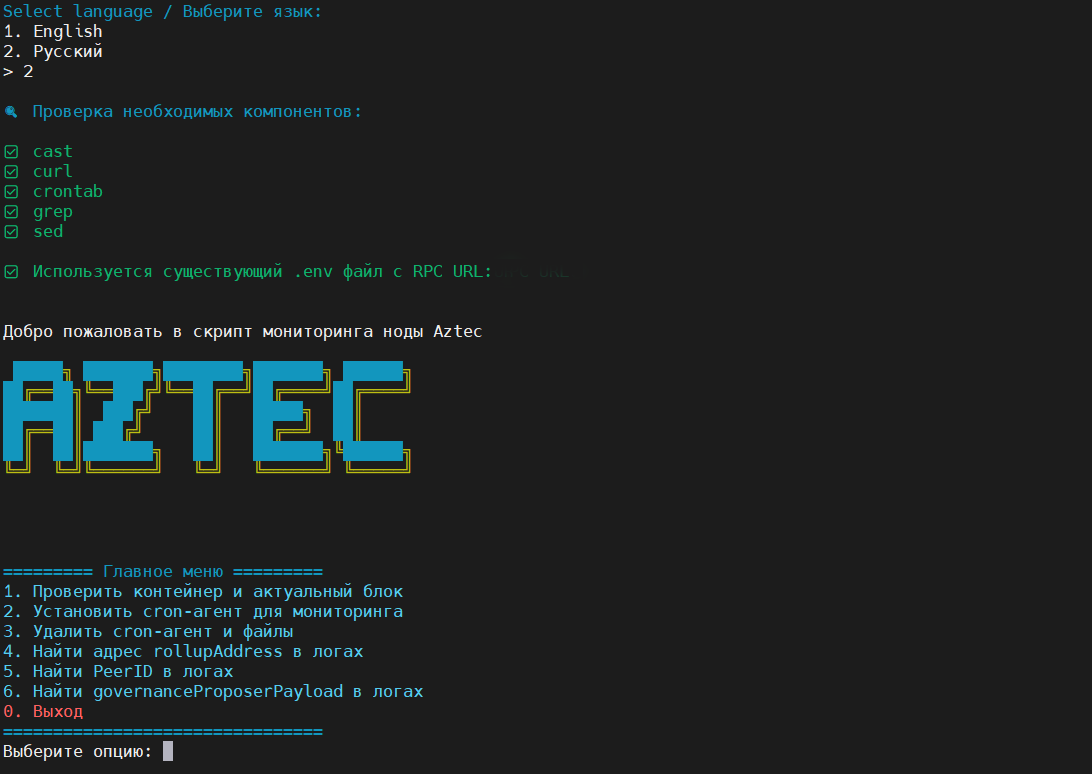 Select language / Выберите язык:
1. English
2. Русский
> 2
Проверка необходимых компонентов:
cast
curl
crontab
grep
sed
Используется существующий .env файл с RPC URL:
Добро пожаловать в скрипт мониторинга ноды Aztec
AZTEC
========= Главное меню =========
1. Проверить контейнер и актуальный блок
2. Установить cron-агент для мониторинга
3. Удалить cron-агент и файлы
4. Найти адрес rollupAddress в логах
5. Найти PeerID в логах
6. Найти governanceProposerPayload в логах
0. Выход
================================
Выберите опцию: